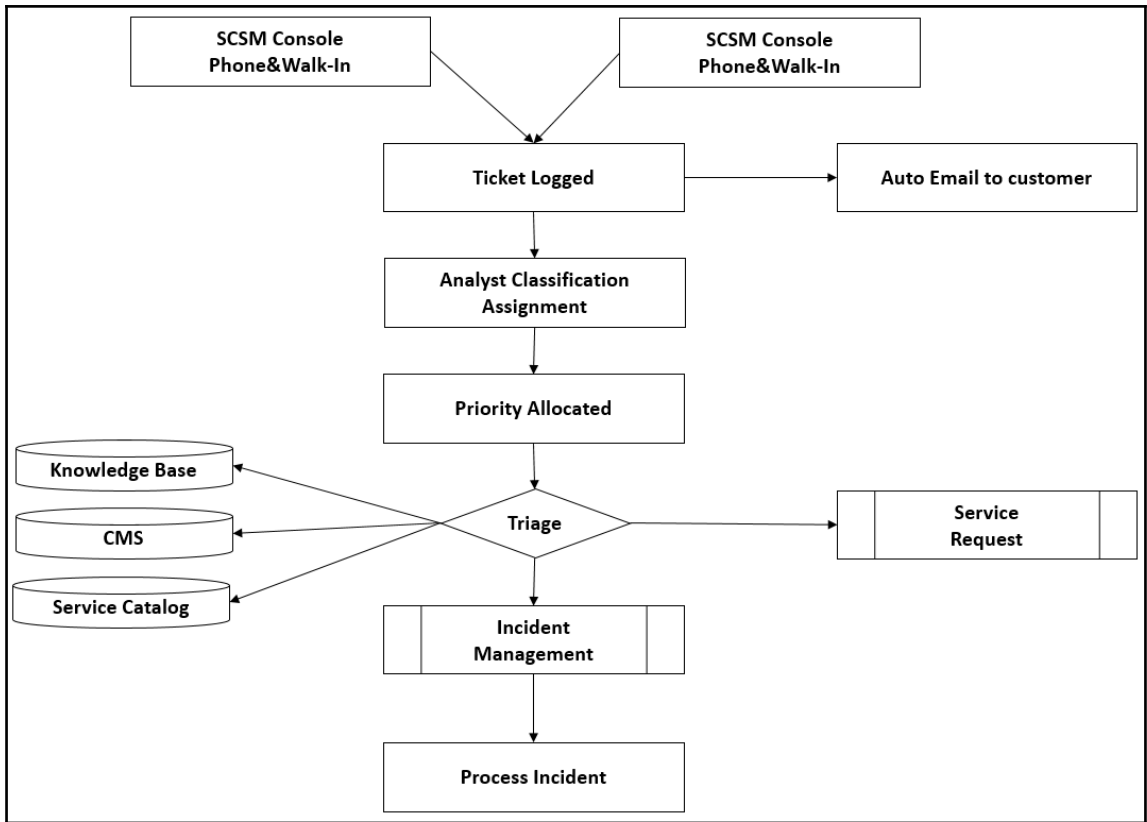 SCSM Console
Phone&Walk-In
SCSM Console
Phone&Walk-In
Ticket Logged
Auto Email to customer
Analyst Classification
Assignment
Priority Allocated
Knowledge Base
CMS
Service Catalog
Triage
Service
Request
Incident
Management
Process Incident